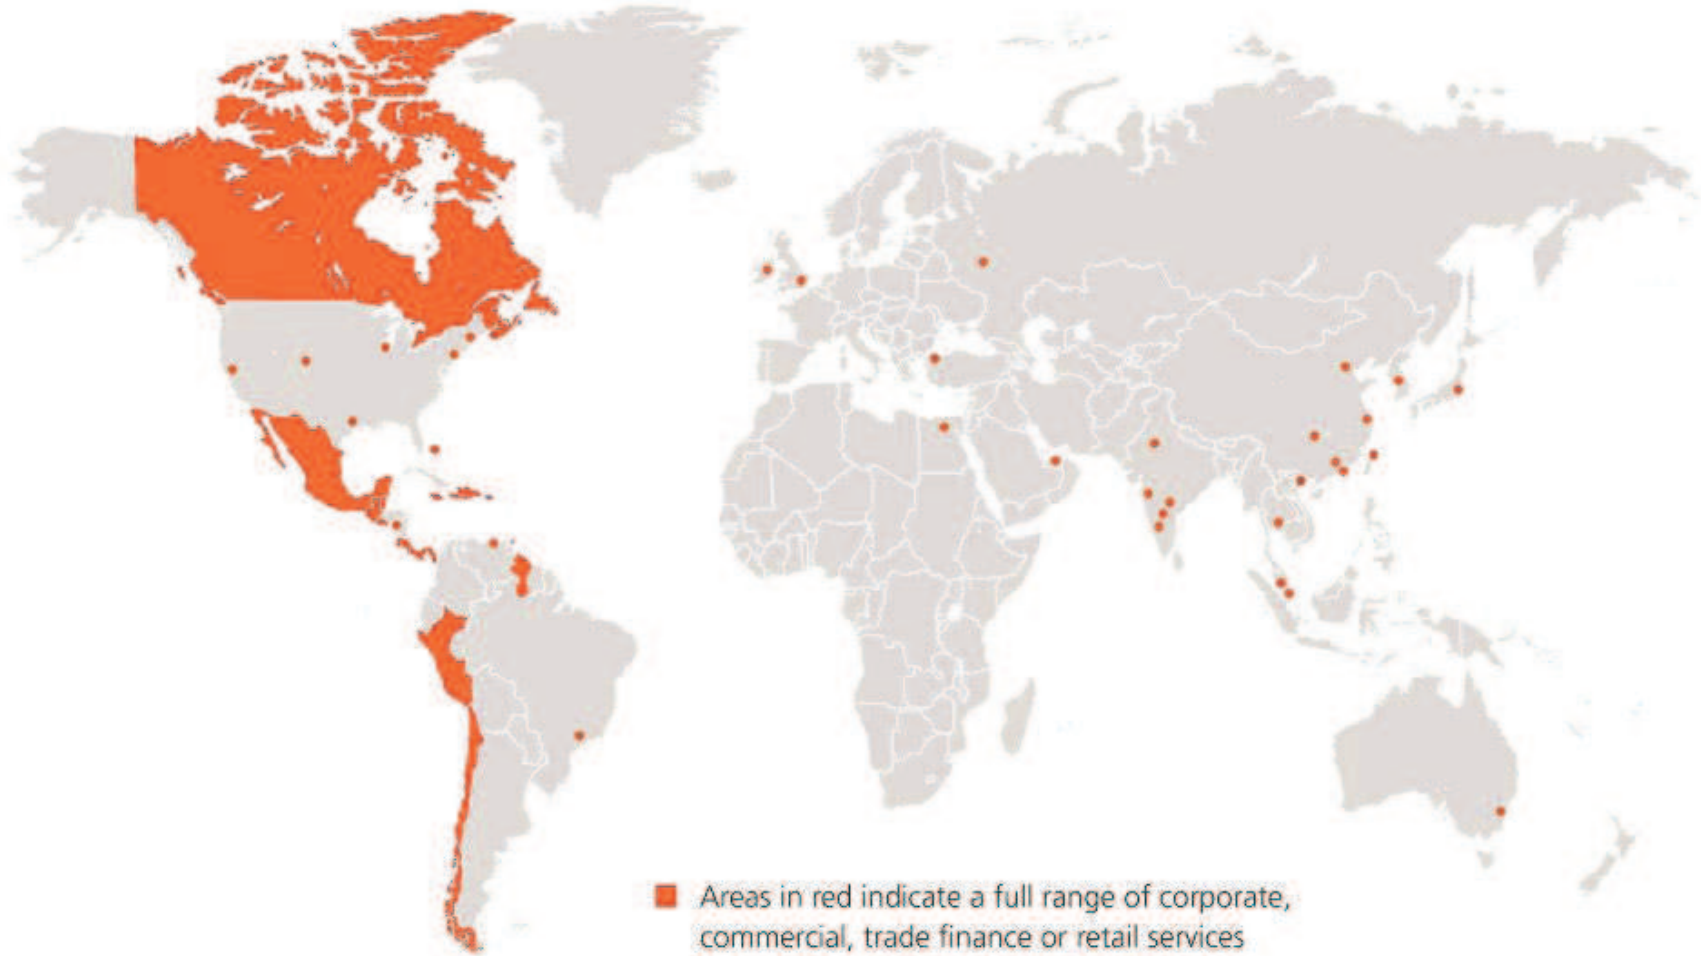 Areas in red indicate a full range of corporate,
commercial, trade finance or retail services